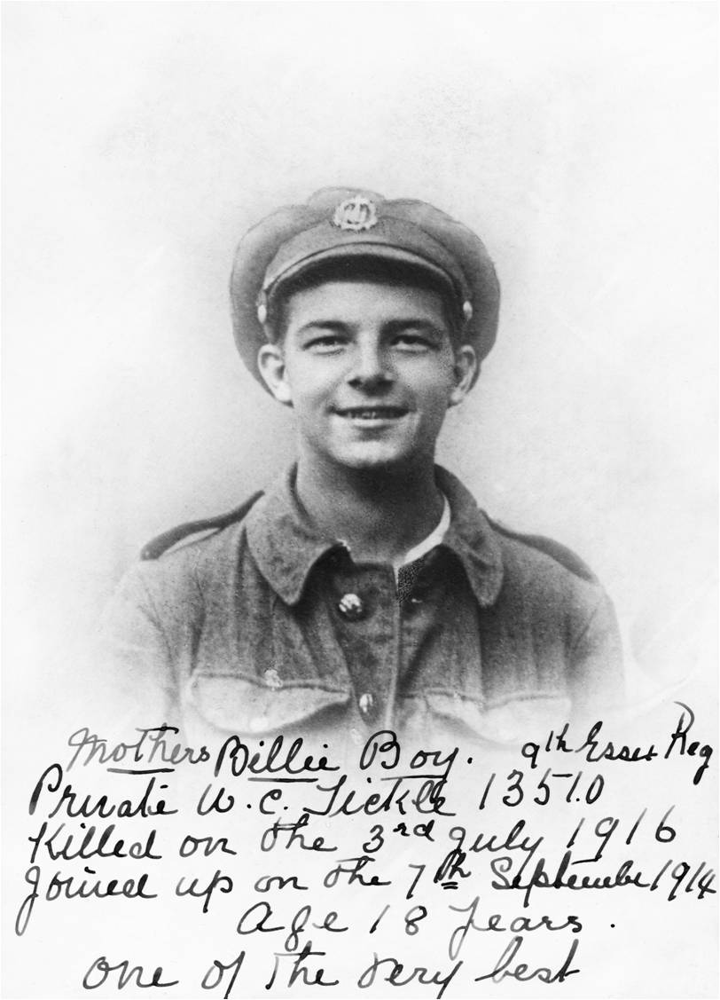 Mothers Billie Boy. 9th Essex Reg
Private W.C. Tickle 13510
Killed on the 3rd July 1916
Joined up on the 7th September 1914
Age 18 Years.
One of the very best